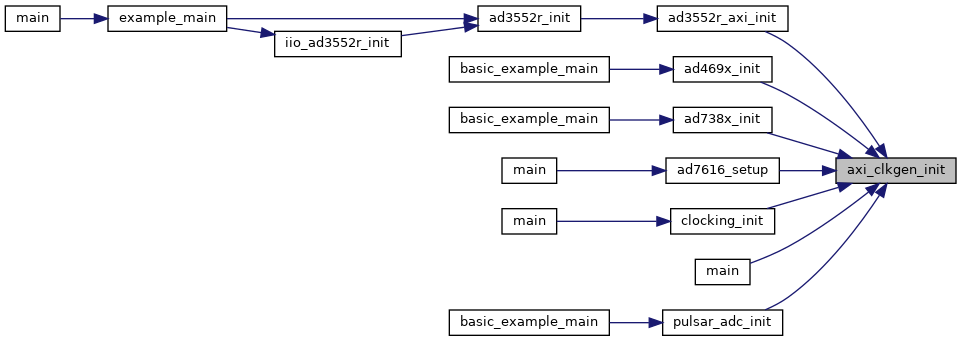 main
example_main
ad3552r_init
ad3552r_axi_init
iio_ad3552r_init
basic_example_main
ad469x_init
basic_example_main
ad738x_init
main
ad7616_setup
axi_clkgen_init
main
clocking_init
main
basic_example_main
pulsar_adc_init